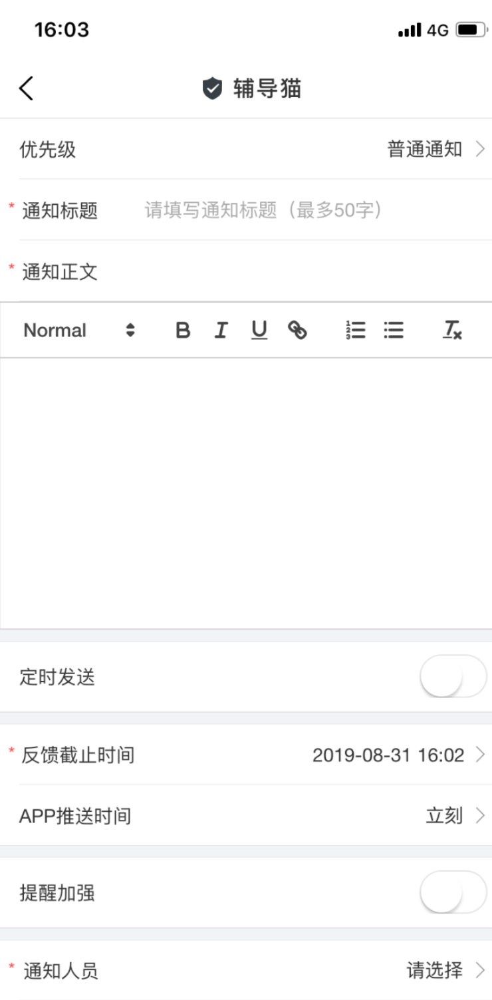 16:03 4G
辅导猫
优先级 普通通知
* 通知标题 请填写通知标题（最多50字）
* 通知正文
Normal B I U
定时发送
* 反馈截止时间 2019-08-31 16:02
APP推送时间 立刻
提醒加强
* 通知人员 请选择